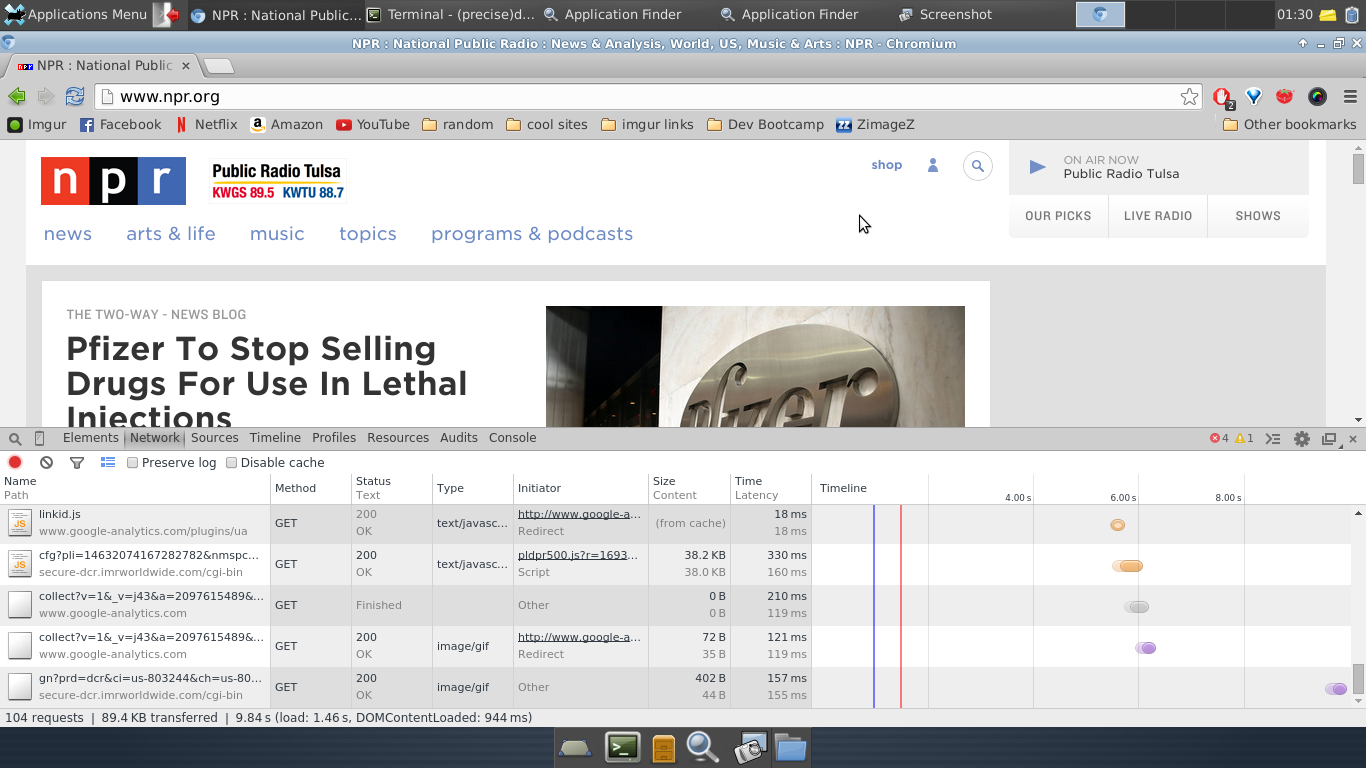 Applications Menu
NPR : National Public...
Terminal - (precise)d...
Application Finder
Application Finder
Screenshot
01:30
NPR : National Public Radio : News & Analysis, World, US, Music & Arts : NPR - Chromium
NPR : National Public
www.npr.org
2
Imgur
Facebook
Netflix
Amazon
YouTube
random
cool sites
imgur links
Dev Bootcamp
ZimageZ
Other bookmarks
npr
Public Radio Tulsa
KWGS 89.5 KWTU 88.7
shop
ON AIR NOW
Public Radio Tulsa
OUR PICKS
LIVE RADIO
SHOWS
news
arts & life
music
topics
programs & podcasts
THE TWO-WAY - NEWS BLOG
Pfizer To Stop Selling
Drugs For Use In Lethal
Injections
Pfizer
Elements Network Sources Timeline Profiles Resources Audits Console
4 1
Preserve log Disable cache
Name
Path
Method
Status
Text
Type
Initiator
Size
Content
Time
Latency
Timeline
4.00 s
6.00 s
8.00 s
linkid.js
www.google-analytics.com/plugins/ua
GET
200
OK
text/javasc...
http://www.google-a...
Redirect
(from cache)
18 ms
18 ms
cfg?pli=14632074167282782&nmspc...
secure-dcr.imrworldwide.com/cgi-bin
GET
200
OK
text/javasc...
pldpr500.js?r=1693...
Script
38.2 KB
38.0 KB
330 ms
160 ms
collect?v=1&_v=j43&a=2097615489&...
www.google-analytics.com
GET
Finished
Other
0 B
0 B
210 ms
119 ms
collect?v=1&_v=j43&a=2097615489&...
www.google-analytics.com
GET
200
OK
image/gif
http://www.google-a...
Redirect
72 B
35 B
121 ms
119 ms
gn?prd=dcr&ci=us-803244&ch=us-80...
secure-dcr.imrworldwide.com/cgi-bin
GET
200
OK
image/gif
Other
402 B
44 B
157 ms
155 ms
104 requests | 89.4 KB transferred | 9.84 s (load: 1.46 s, DOMContentLoaded: 944 ms)